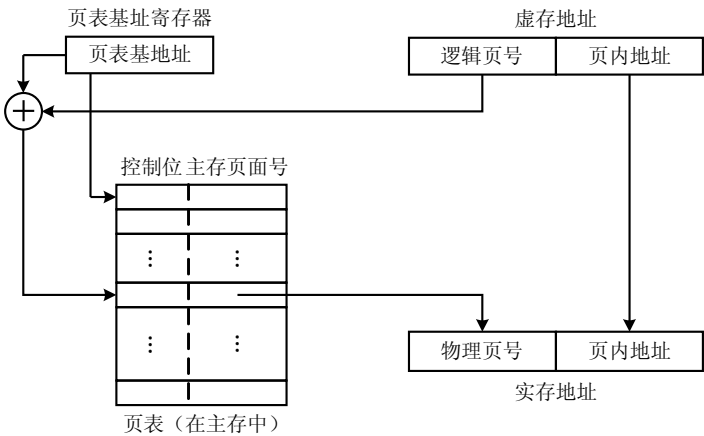 页表基址寄存器
虚存地址
页表基地址
逻辑页号
页内地址
控制位 主存页面号
物理页号
页内地址
实存地址
页表（在主存中）